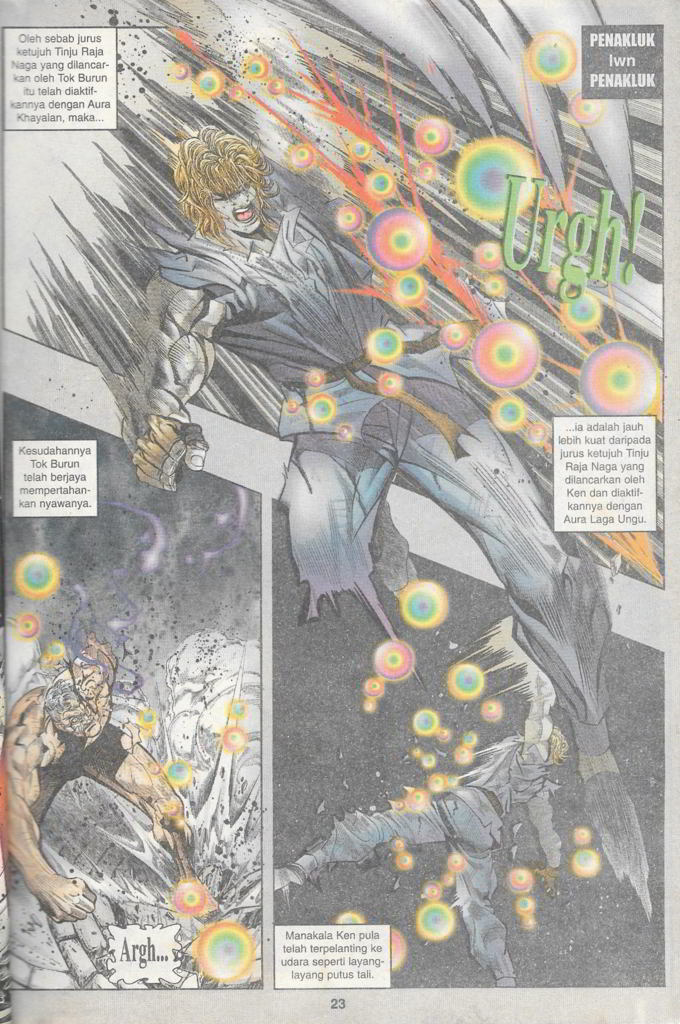 Oleh sebab jurus
ketujuh Tinju Raja
Naga yang dilancar-
kan oleh Tok Burun
itu telah diaktif-
kannya dengan Aura
Khayalan, maka...
PENAKLUK
lwn
PENAKLUK
Urgh!
...ia adalah jauh
lebih kuat daripada
jurus ketujuh Tinju
Raja Naga yang
dilancarkan oleh
Ken dan diaktif-
kannya dengan
Aura Laga Ungu.
Kesudahannya
Tok Burun
telah berjaya
mempertahan-
kan nyawanya.
Argh...
Manakala Ken pula
telah terpelanting ke
udara seperti layang-
layang putus tali.
23